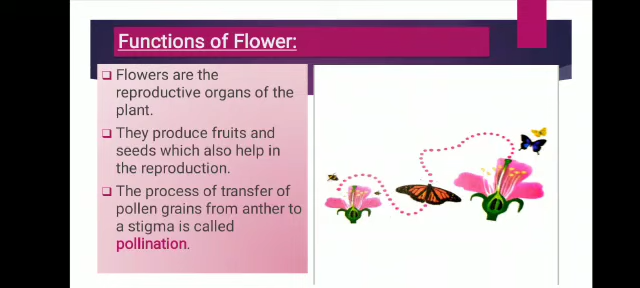 Functions of Flower:
❑ Flowers are the
reproductive organs of the
plant.
❑ They produce fruits and
seeds which also help in
the reproduction.
❑ The process of transfer of
pollen grains from anther to
a stigma is called
pollination.